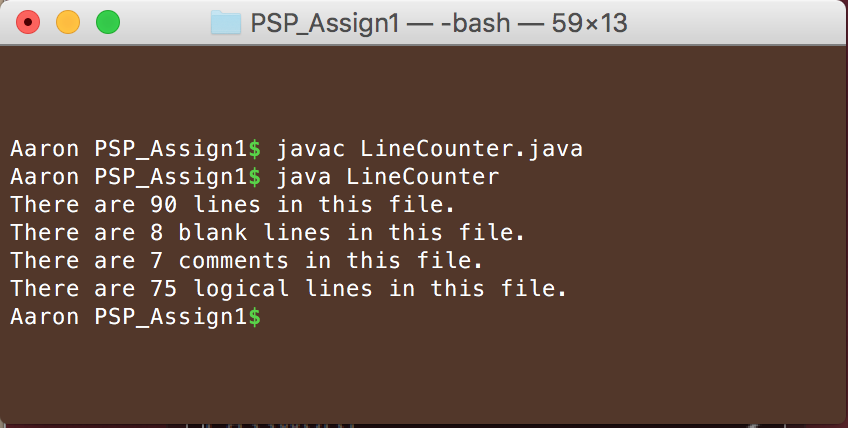 PSP_Assign1 — -bash — 59×13
Aaron PSP_Assign1$ javac LineCounter.java
Aaron PSP_Assign1$ java LineCounter
There are 90 lines in this file.
There are 8 blank lines in this file.
There are 7 comments in this file.
There are 75 logical lines in this file.
Aaron PSP_Assign1$